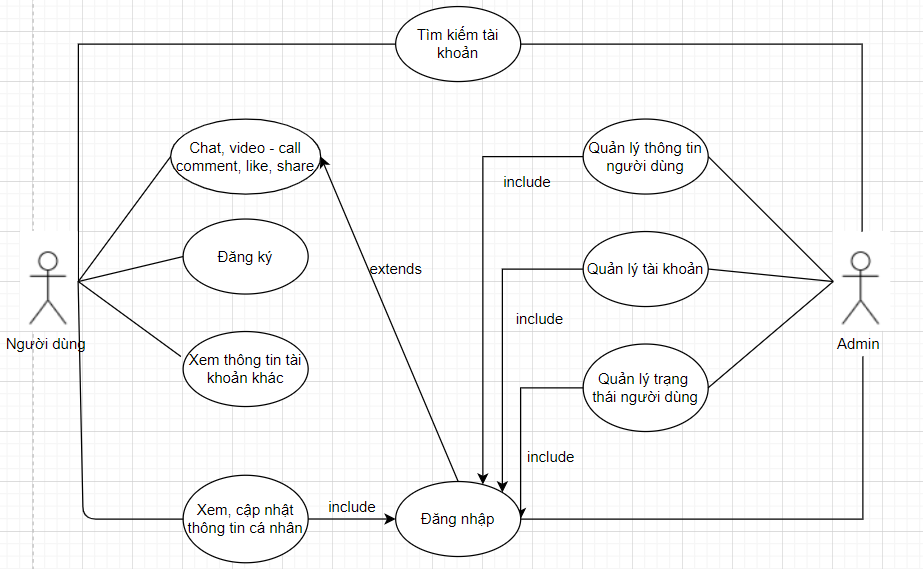 Tìm kiếm tài
khoản
Chat, video - call
comment, like, share
Quản lý thông tin
người dùng
include
Đăng ký
extends
Quản lý tài khoản
include
Người dùng
Admin
Xem thông tin tài
khoản khác
Quản lý trạng
thái người dùng
include
Xem, cập nhật
thông tin cá nhân
include
Đăng nhập